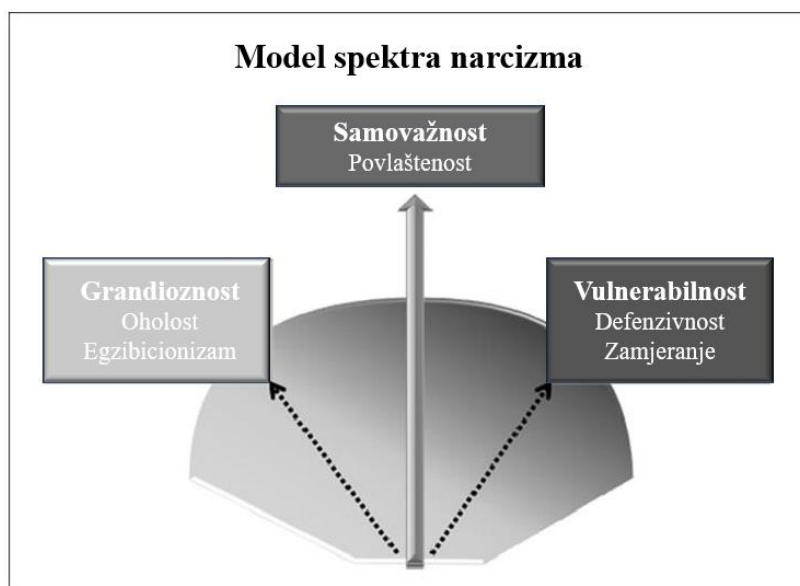 Model spektra narcizma
Samovažnost
Povlaštenost
Grandioznost
Oholost
Egzibicionizam
Vulnerabilnost
Defenzivnost
Zamjeranje